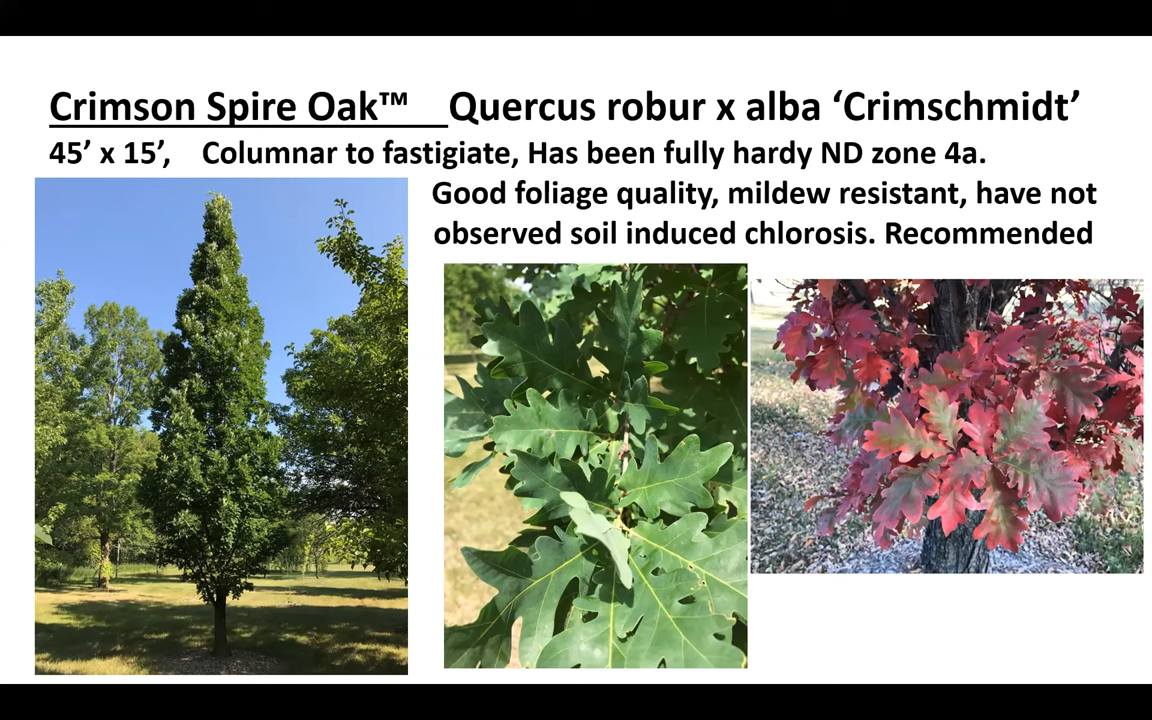 Crimson Spire Oak™ Quercus robur x alba ‘Crimschmidt’
45’ x 15’, Columnar to fastigiate, Has been fully hardy ND zone 4a.
Good foliage quality, mildew resistant, have not
observed soil induced chlorosis. Recommended